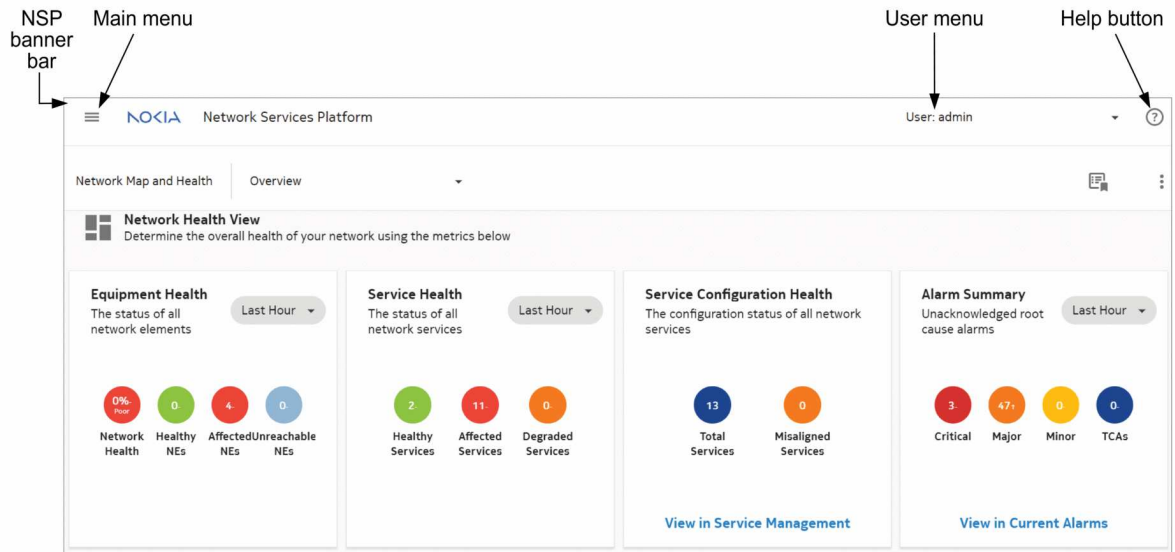 NSP
banner
bar
Main menu
User menu
Help button
NOKIA Network Services Platform
User: admin
?
Network Map and Health
Overview
Network Health View
Determine the overall health of your network using the metrics below
Equipment Health
The status of all
network elements
Last Hour
0%-
Poor
0-
4-
0-
Network
Health
Healthy
NEs
Affected
NEs
Unreachable
NEs
Service Health
The status of all
network services
Last Hour
2-
11-
0-
Healthy
Services
Affected
Services
Degraded
Services
Service Configuration Health
The configuration status of all network
services
13
0
Total
Services
Misaligned
Services
View in Service Management
Alarm Summary
Unacknowledged root
cause alarms
Last Hour
3-
47↑
0-
0-
Critical
Major
Minor
TCAs
View in Current Alarms